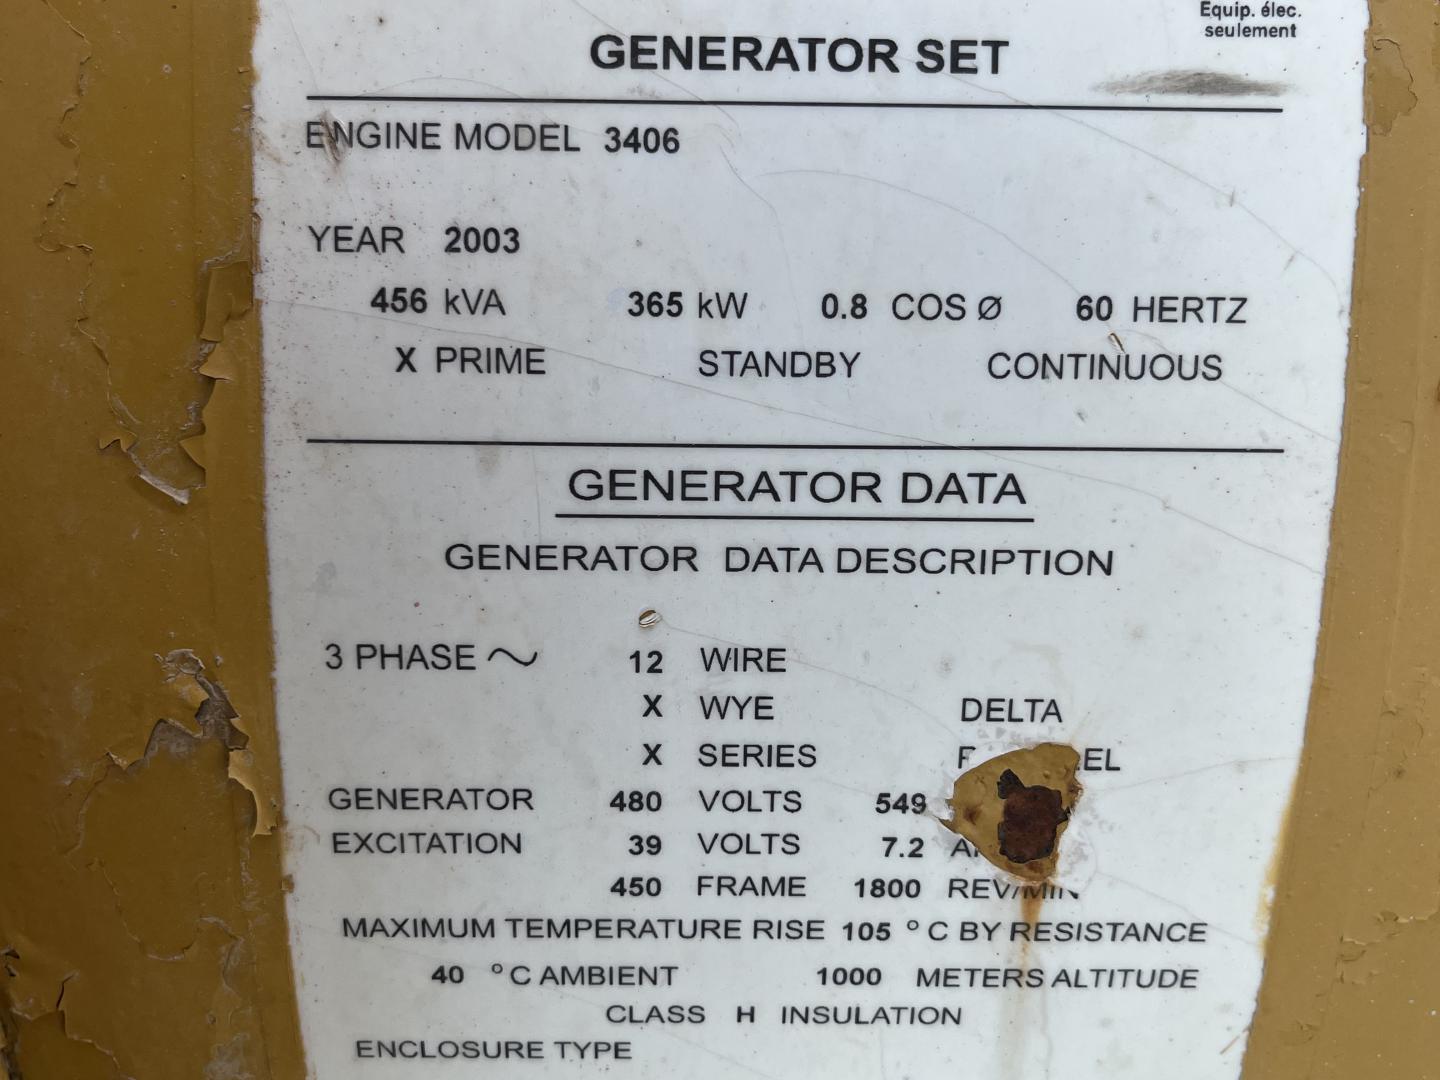 Equip. élec.
seulement
GENERATOR SET
ENGINE MODEL 3406
YEAR 2003
456 kVA 365 kW 0.8 COS Ø 60 HERTZ
X PRIME STANDBY CONTINUOUS
GENERATOR DATA
GENERATOR DATA DESCRIPTION
3 PHASE ~ 12 WIRE
X WYE DELTA
X SERIES
GENERATOR 480 VOLTS 549
EXCITATION 39 VOLTS 7.2
450 FRAME 1800 REV/MIN
MAXIMUM TEMPERATURE RISE 105 °C BY RESISTANCE
40 °C AMBIENT 1000 METERS ALTITUDE
CLASS H INSULATION
ENCLOSURE TYPE